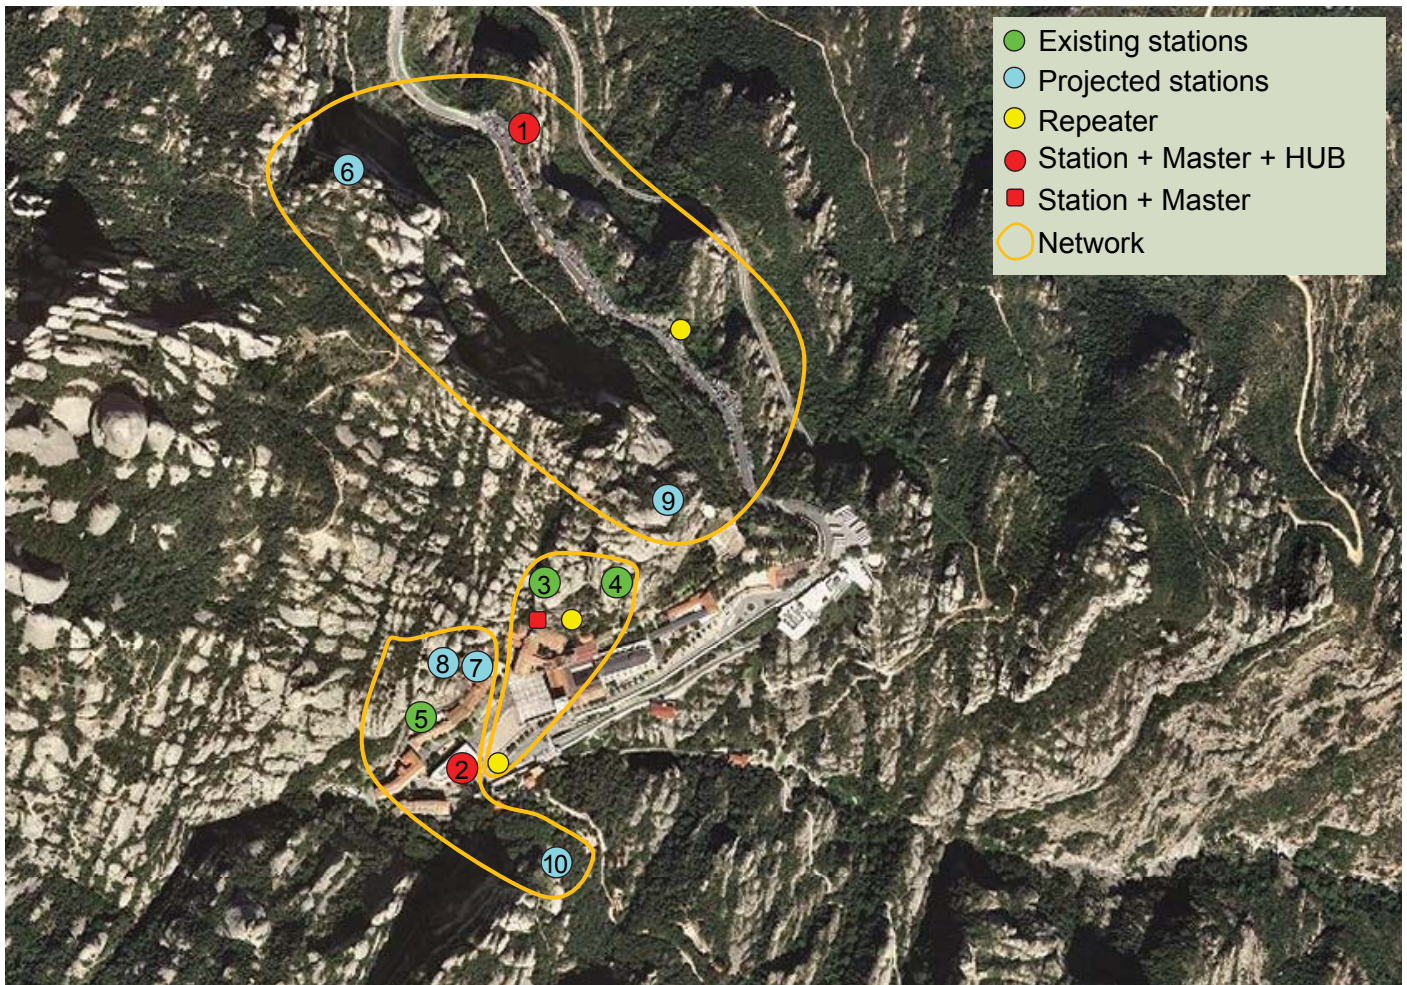 Existing stations
Projected stations
Repeater
Station + Master + HUB
Station + Master
Network
1
6
9
3
4
8
7
5
2
10